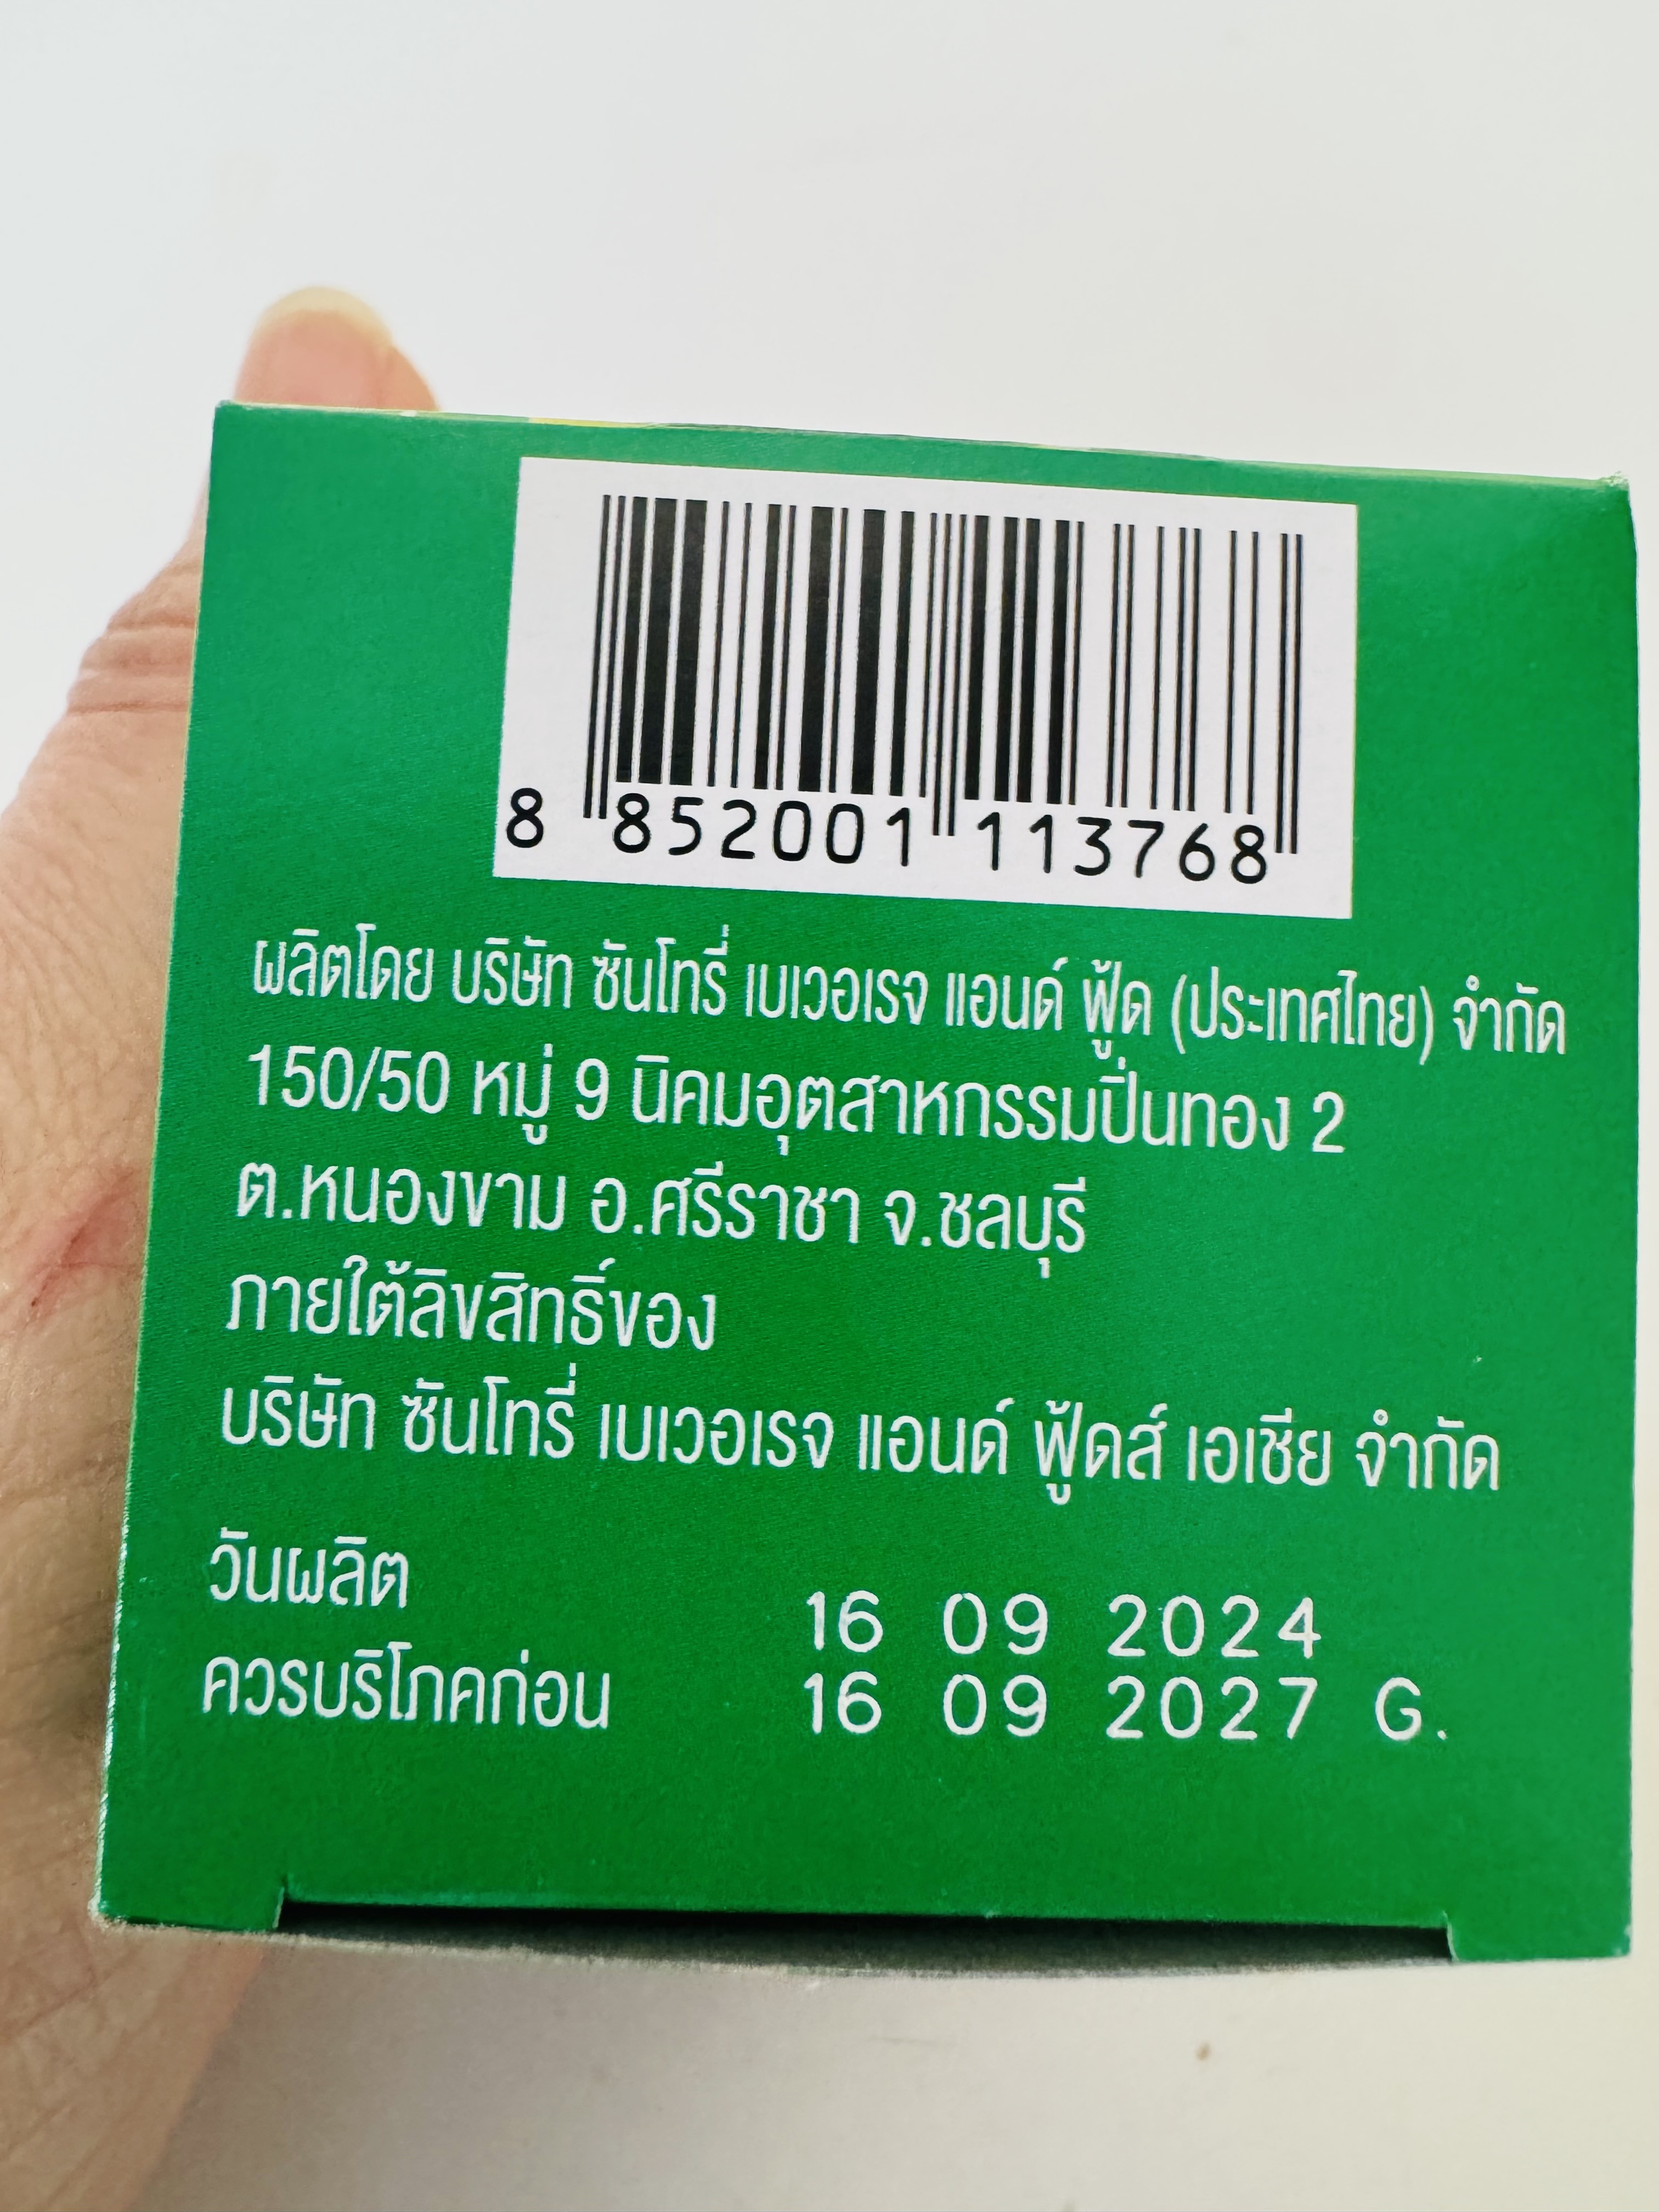 8 852001 113768
ผลิตโดย บริษัท ซันโทรี่ เบเวอเรจ แอนด์ ฟู้ด (ประเทศไทย) จำกัด
150/50 หมู่ 9 นิคมอุตสาหกรรมปิ่นทอง 2
ต.หนองขาม อ.ศรีราชา จ.ชลบุรี
ภายใต้ลิขสิทธิ์ของ
บริษัท ซันโทรี่ เบเวอเรจ แอนด์ ฟู้ดส์ เอเชีย จำกัด
วันผลิต 16 09 2024
ควรบริโภคก่อน 16 09 2027 G.